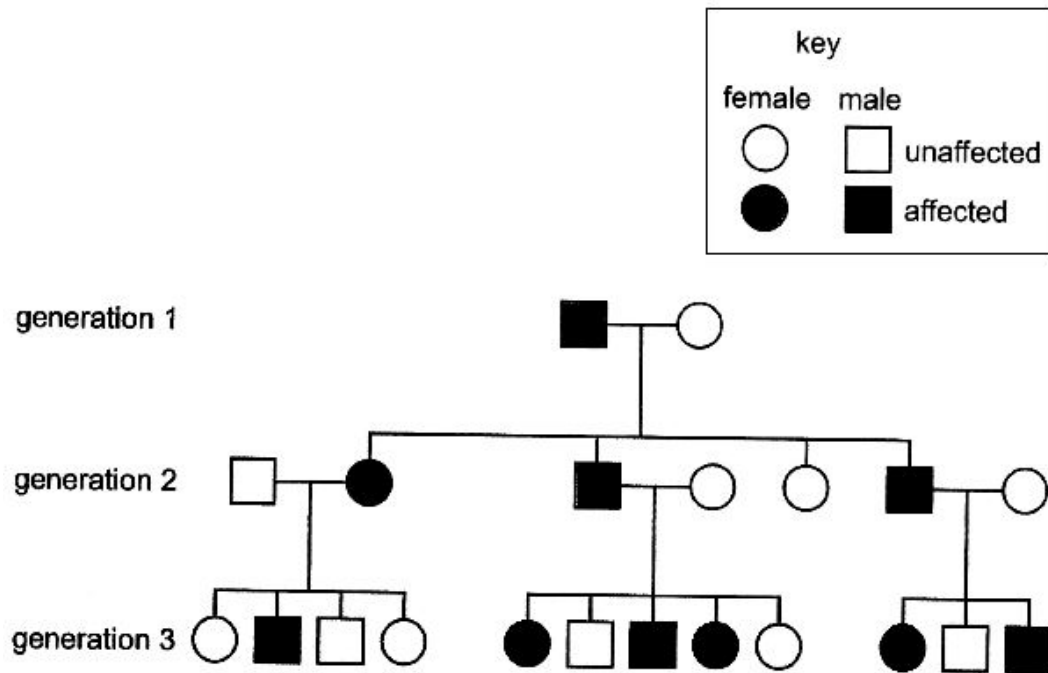 key
female male
unaffected
affected
generation 1
generation 2
generation 3